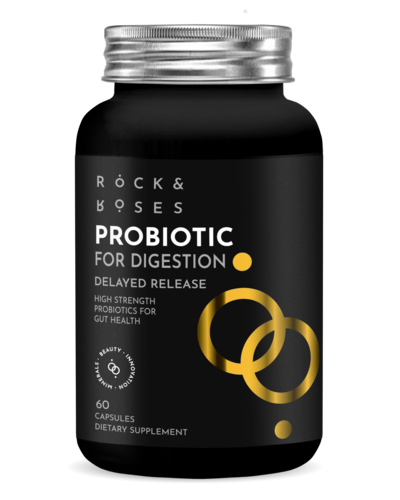 RÓCK &
ROSES
PROBIOTIC
FOR DIGESTION
DELAYED RELEASE
HIGH STRENGTH
PROBIOTICS FOR
GUT HEALTH
BEAUTY · INNOVATION · MINERALS ·
60
CAPSULES
DIETARY SUPPLEMENT